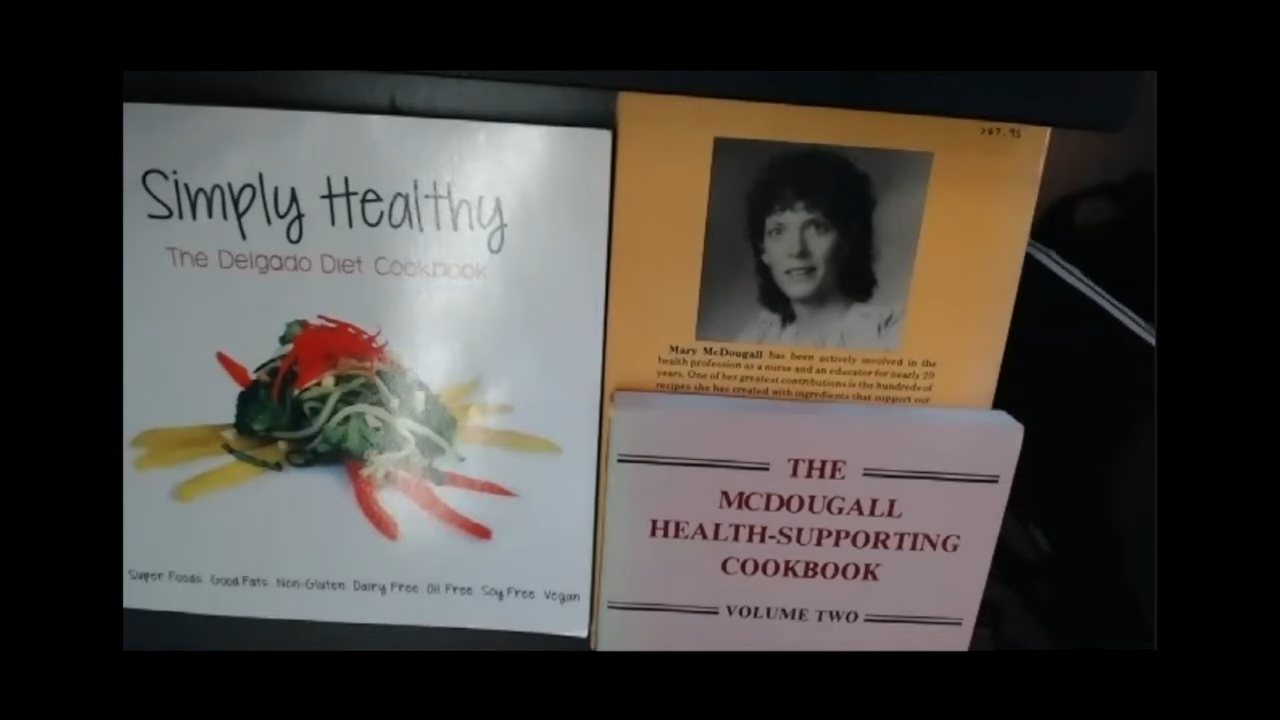 Simply Healthy
The Delgado Diet Cookbook
Super Foods Good Fats Non-Gluten Dairy Free Oil Free Soy Free Vegan
Mary McDougall has been actively involved in the
health profession as a nurse and an educator for nearly 20
years. One of her greatest contributions is the hundreds of
recipes she has created with ingredients that support our
THE
MCDOUGALL
HEALTH-SUPPORTING
COOKBOOK
VOLUME TWO